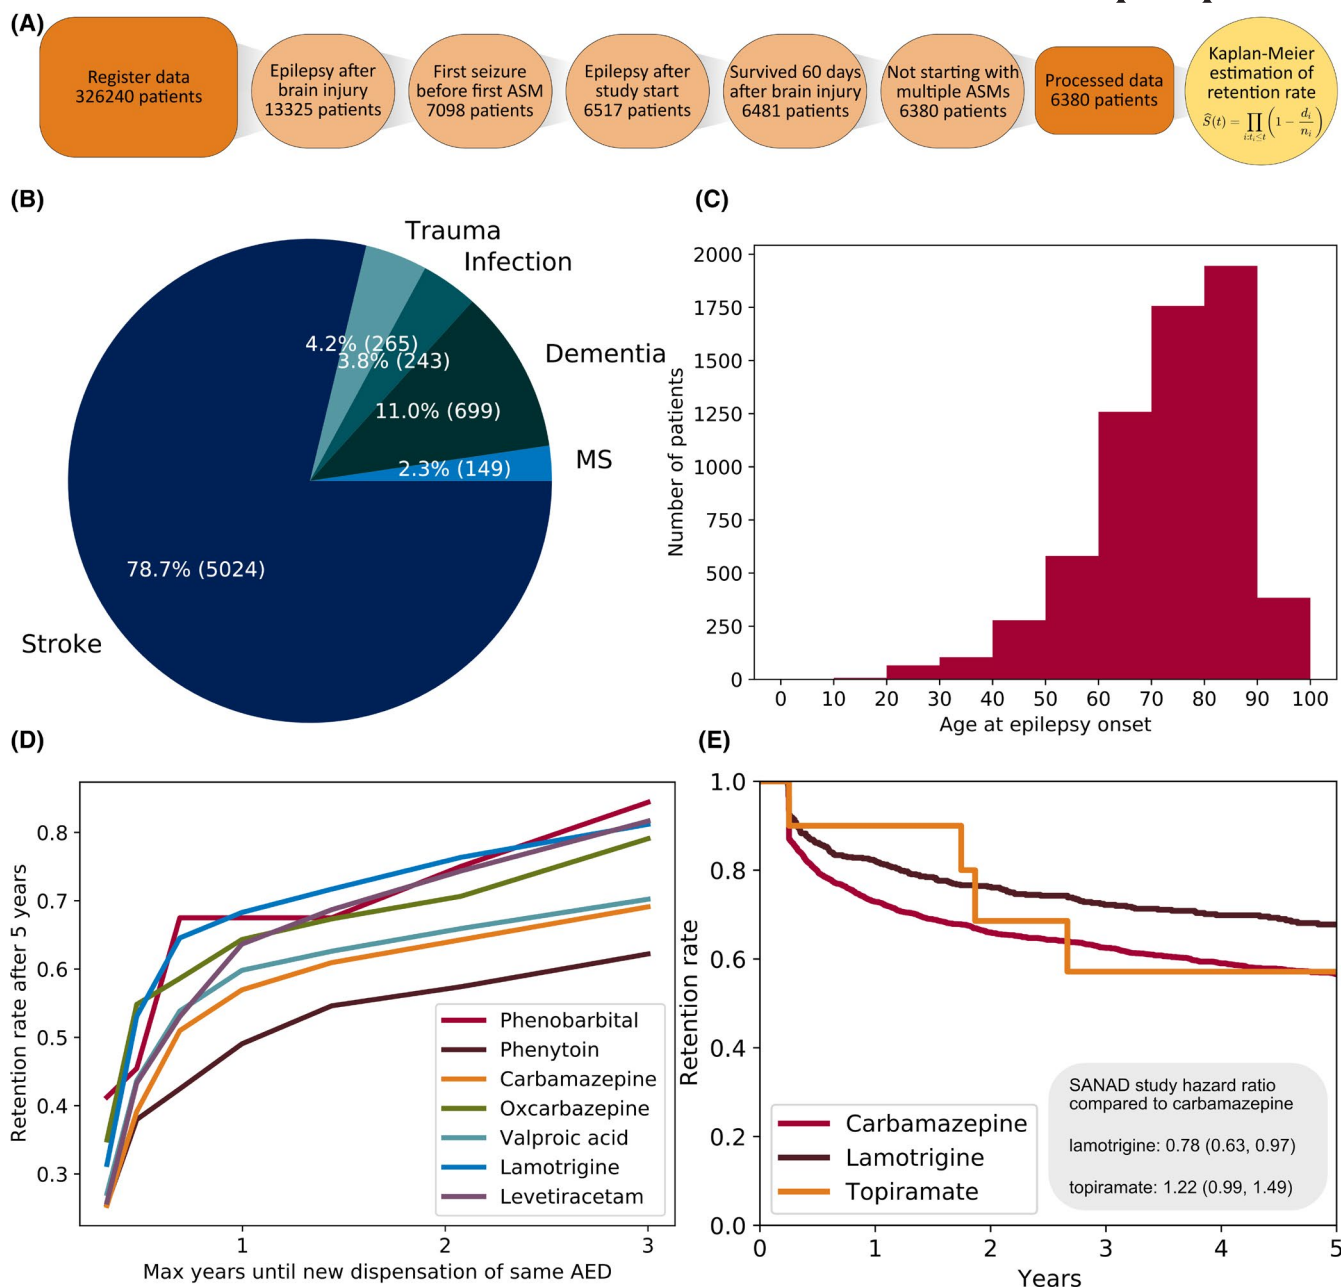 (A)
Register data
326240 patients
Epilepsy after
brain injury
13325 patients
First seizure
before first ASM
7098 patients
Epilepsy after
study start
6517 patients
Survived 60 days
after brain injury
6481 patients
Not starting with
multiple ASMs
6380 patients
Processed data
6380 patients
Kaplan-Meier
estimation of
retention rate
Ŝ(t) = ∏ i:tᵢ≤t (1 − dᵢ/nᵢ)
(B)
Trauma
Infection
Dementia
MS
Stroke
4.2% (265)
3.8% (243)
11.0% (699)
2.3% (149)
78.7% (5024)
(C)
Number of patients
2000
1750
1500
1250
1000
750
500
250
0
0 10 20 30 40 50 60 70 80 90 100
Age at epilepsy onset
(D)
Retention rate after 5 years
0.8
0.7
0.6
0.5
0.4
0.3
Phenobarbital
Phenytoin
Carbamazepine
Oxcarbazepine
Valproic acid
Lamotrigine
Levetiracetam
1 2 3
Max years until new dispensation of same AED
(E)
Retention rate
1.0
0.8
0.6
0.4
0.2
0.0
Carbamazepine
Lamotrigine
Topiramate
SANAD study hazard ratio
compared to carbamazepine
lamotrigine: 0.78 (0.63, 0.97)
topiramate: 1.22 (0.99, 1.49)
0 1 2 3 4 5
Years